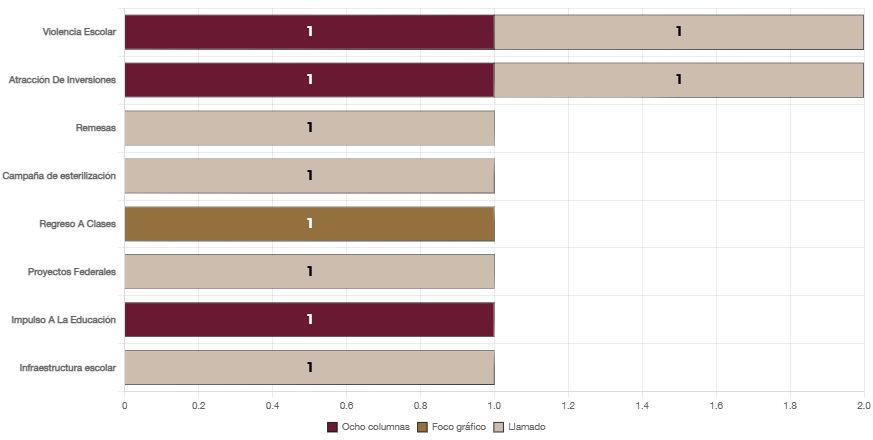 Violencia Escolar 1 1
Atracción De Inversiones 1 1
Remesas 1
Campaña de esterilización 1
Regreso A Clases 1
Proyectos Federales 1
Impulso A La Educación 1
Infraestructura escolar 1
0 0.2 0.4 0.6 0.8 1.0 1.2 1.4 1.6 1.8 2.0
Ocho columnas Foco gráfico Llamado